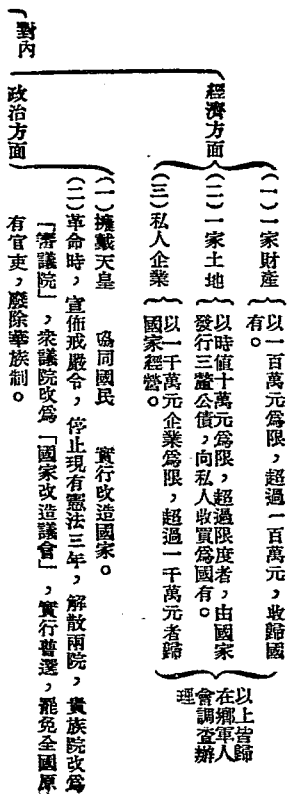 對內
經濟方面
(一)一家財產
以一百萬元爲限,超過一百萬元,收歸國
有。
(二)一家土地
以時值十萬元爲限,超過限度者,由國家
發行三釐公債,向私人收買爲國有。
(三)私人企業
以一千萬元企業爲限,超過一千萬元者歸
國家經營。
以上皆歸
在鄉軍人
會調查辦
理
政治方面
(一)擁戴天皇 協同國民 實行改造國家。
(二)革命時,宣佈戒嚴令,停止現有憲法三年,解散兩院,貴族院改爲
「審議院」,衆議院改爲「國家改造議會」,實行普選,罷免全國原
有官吏,廢除華族制。